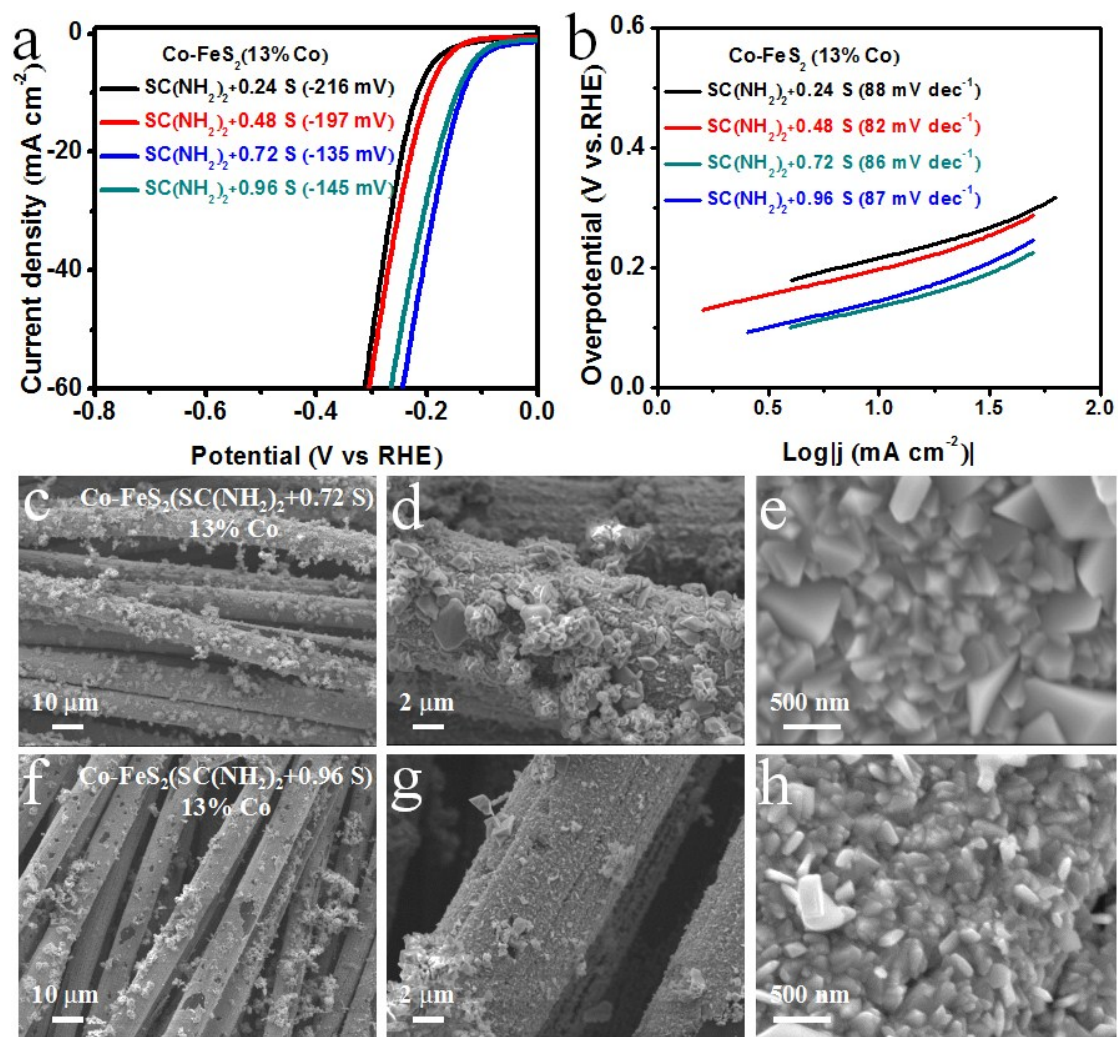 a
0
-20
-40
-60
-0.8
-0.6
-0.4
-0.2
0.0
Current density (mA cm⁻²)
Potential (V vs RHE)
Co-FeS₂(13% Co)
SC(NH₂)₂+0.24 S (-216 mV)
SC(NH₂)₂+0.48 S (-197 mV)
SC(NH₂)₂+0.72 S (-135 mV)
SC(NH₂)₂+0.96 S (-145 mV)
b
0.6
0.4
0.2
0.0
0.0
0.5
1.0
1.5
2.0
Overpotential (V vs.RHE)
Log|j (mA cm⁻²)|
Co-FeS₂ (13% Co)
SC(NH₂)₂+0.24 S (88 mV dec⁻¹)
SC(NH₂)₂+0.48 S (82 mV dec⁻¹)
SC(NH₂)₂+0.72 S (86 mV dec⁻¹)
SC(NH₂)₂+0.96 S (87 mV dec⁻¹)
c
Co-FeS₂(SC(NH₂)₂+0.72 S)
13% Co
10 μm
d
2 μm
e
500 nm
f
Co-FeS₂(SC(NH₂)₂+0.96 S)
13% Co
10 μm
g
2 μm
h
500 nm